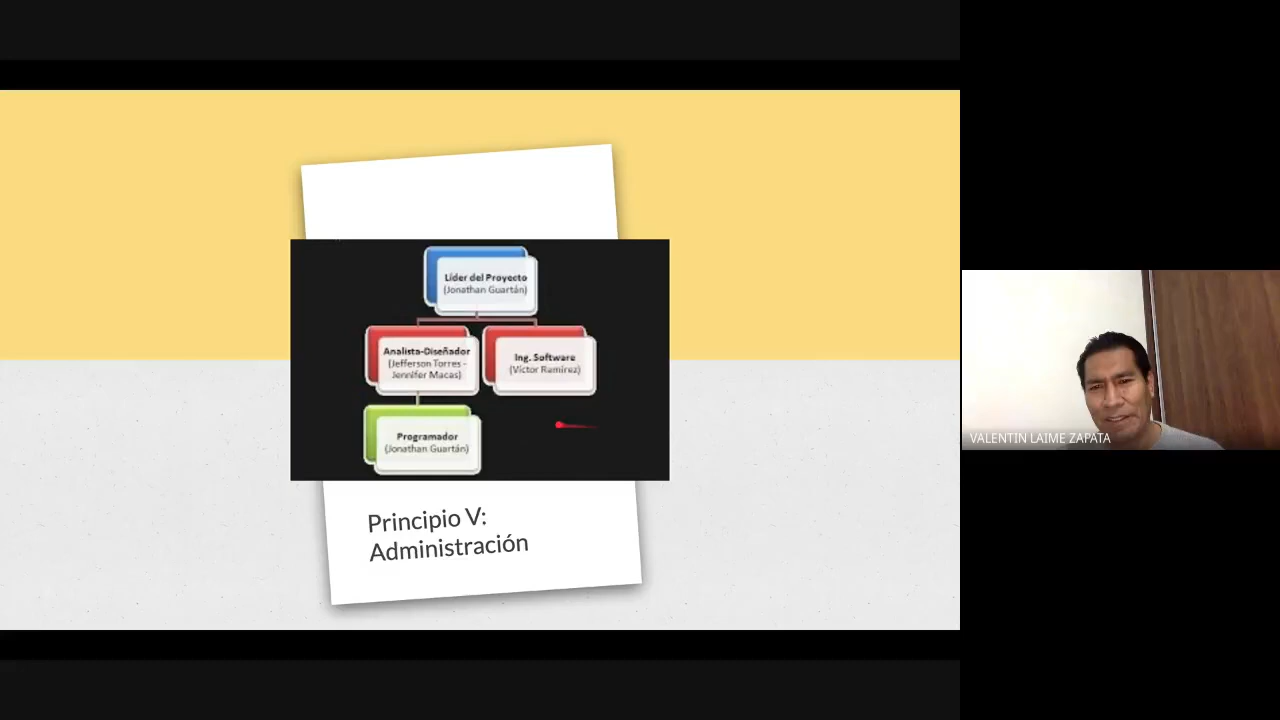 Líder del Proyecto
(Jonathan Guartán)
Analista-Diseñador
(Jefferson Torres -
Jennifer Macas)
Ing. Software
(Víctor Ramírez)
Programador
(Jonathan Guartán)
Principio V:
Administración
VALENTIN LAIME ZAPATA